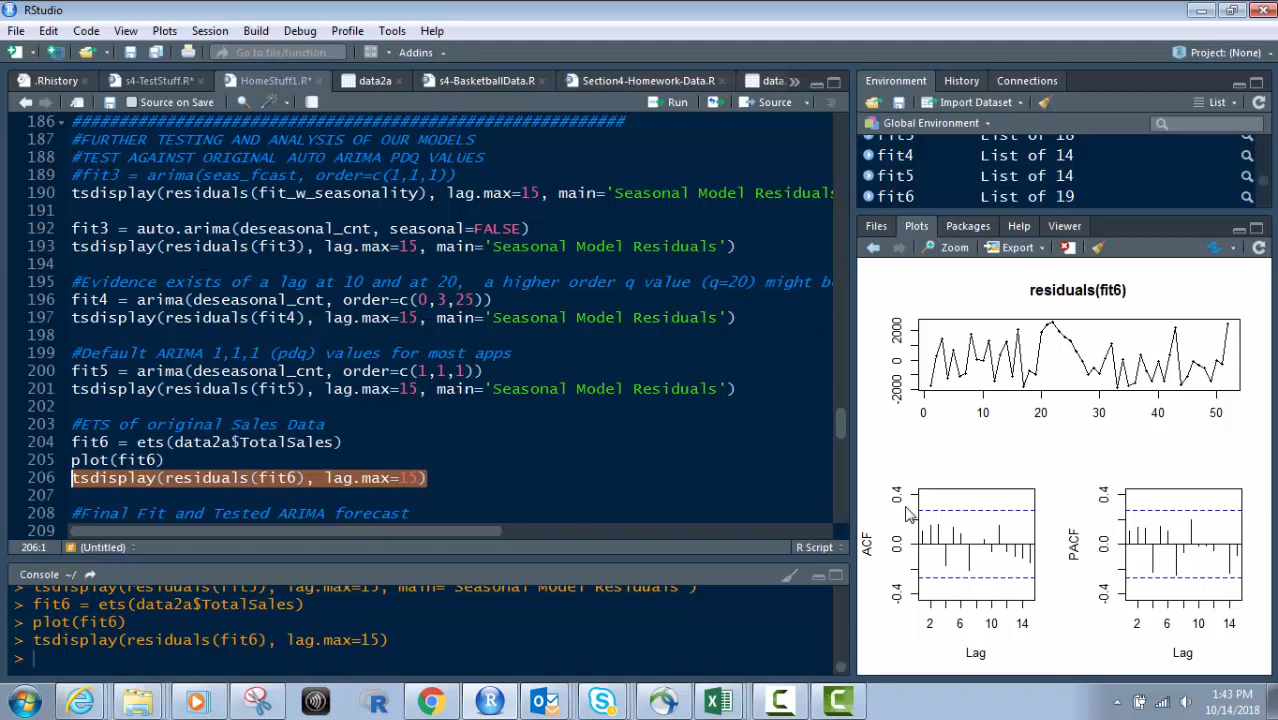 RStudio
File Edit Code View Plots Session Build Debug Profile Tools Help
Go to file/function Addins Project: (None)
.Rhistory s4-TestStuff.R* HomeStuff1.R* data2a s4-BasketballData.R Section4-Homework-Data.R data
Source on Save Run Source
186 ##############################################################
187 #FURTHER TESTING AND ANALYSIS OF OUR MODELS
188 #TEST AGAINST ORIGINAL AUTO ARIMA PDQ VALUES
189 #fit3 = arima(seas_fcast, order=c(1,1,1))
190 tsdisplay(residuals(fit_w_seasonality), lag.max=15, main='Seasonal Model Residuals
191
192 fit3 = auto.arima(deseasonal_cnt, seasonal=FALSE)
193 tsdisplay(residuals(fit3), lag.max=15, main='Seasonal Model Residuals')
194
195 #Evidence exists of a lag at 10 and at 20, a higher order q value (q=20) might b
196 fit4 = arima(deseasonal_cnt, order=c(0,3,25))
197 tsdisplay(residuals(fit4), lag.max=15, main='Seasonal Model Residuals')
198
199 #Default ARIMA 1,1,1 (pdq) values for most apps
200 fit5 = arima(deseasonal_cnt, order=c(1,1,1))
201 tsdisplay(residuals(fit5), lag.max=15, main='Seasonal Model Residuals')
202
203 #ETS of original Sales Data
204 fit6 = ets(data2a$TotalSales)
205 plot(fit6)
206 tsdisplay(residuals(fit6), lag.max=15)
207
208 #Final Fit and Tested ARIMA forecast
209
206:1 # (Untitled) R Script
Console ~/
> tsdisplay(residuals(fit5), lag.max=15, main='Seasonal Model Residuals')
> fit6 = ets(data2a$TotalSales)
> plot(fit6)
> tsdisplay(residuals(fit6), lag.max=15)
>
Environment History Connections
Import Dataset List
Global Environment
fit3 List of 18
fit4 List of 14
fit5 List of 14
fit6 List of 19
Files Plots Packages Help Viewer
Zoom Export
residuals(fit6)
-2000 0 2000
0 10 20 30 40 50
ACF
-0.4 0.0 0.4
2 6 10 14
Lag
PACF
-0.4 0.0 0.4
2 6 10 14
Lag
1:43 PM
10/14/2018